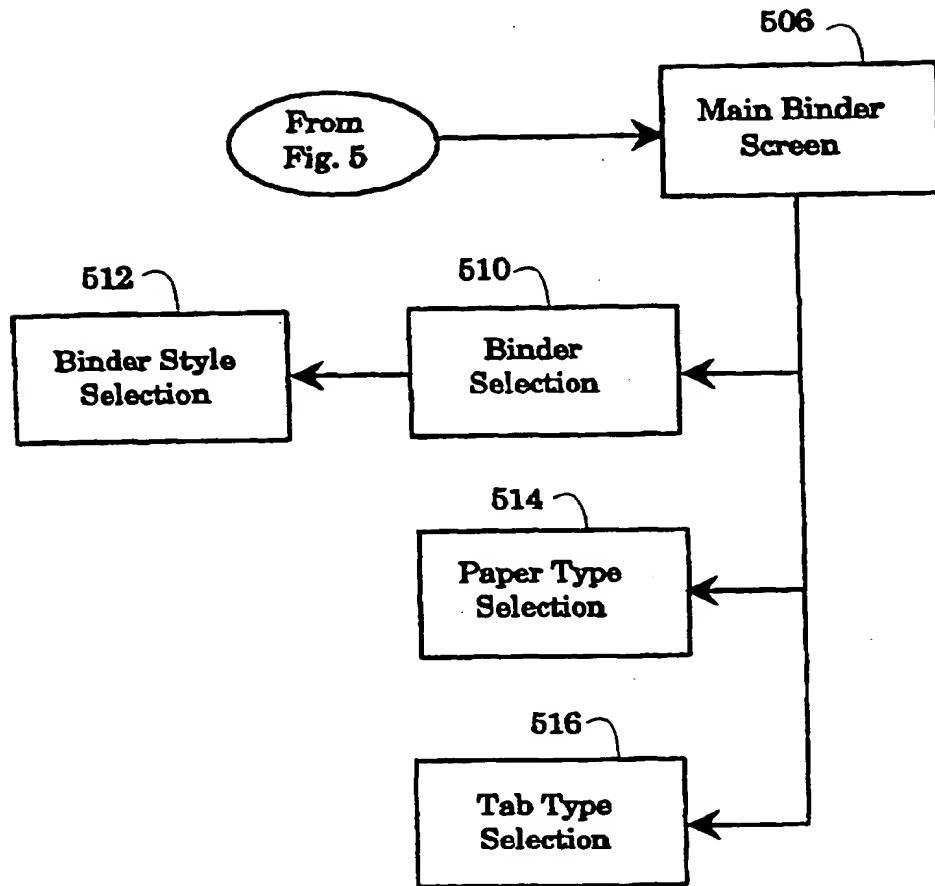 506
Main Binder
Screen
From
Fig. 5
512
Binder Style
Selection
510
Binder
Selection
514
Paper Type
Selection
516
Tab Type
Selection